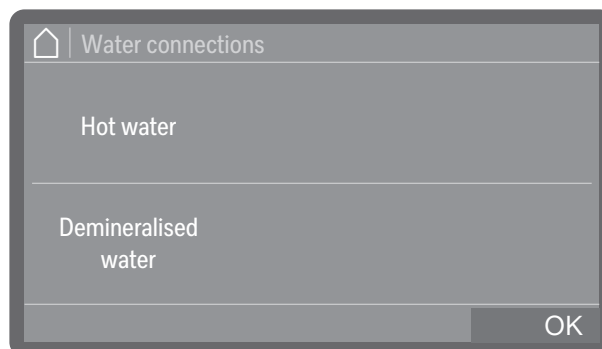 Water connections
Hot water
Demineralised
water
OK